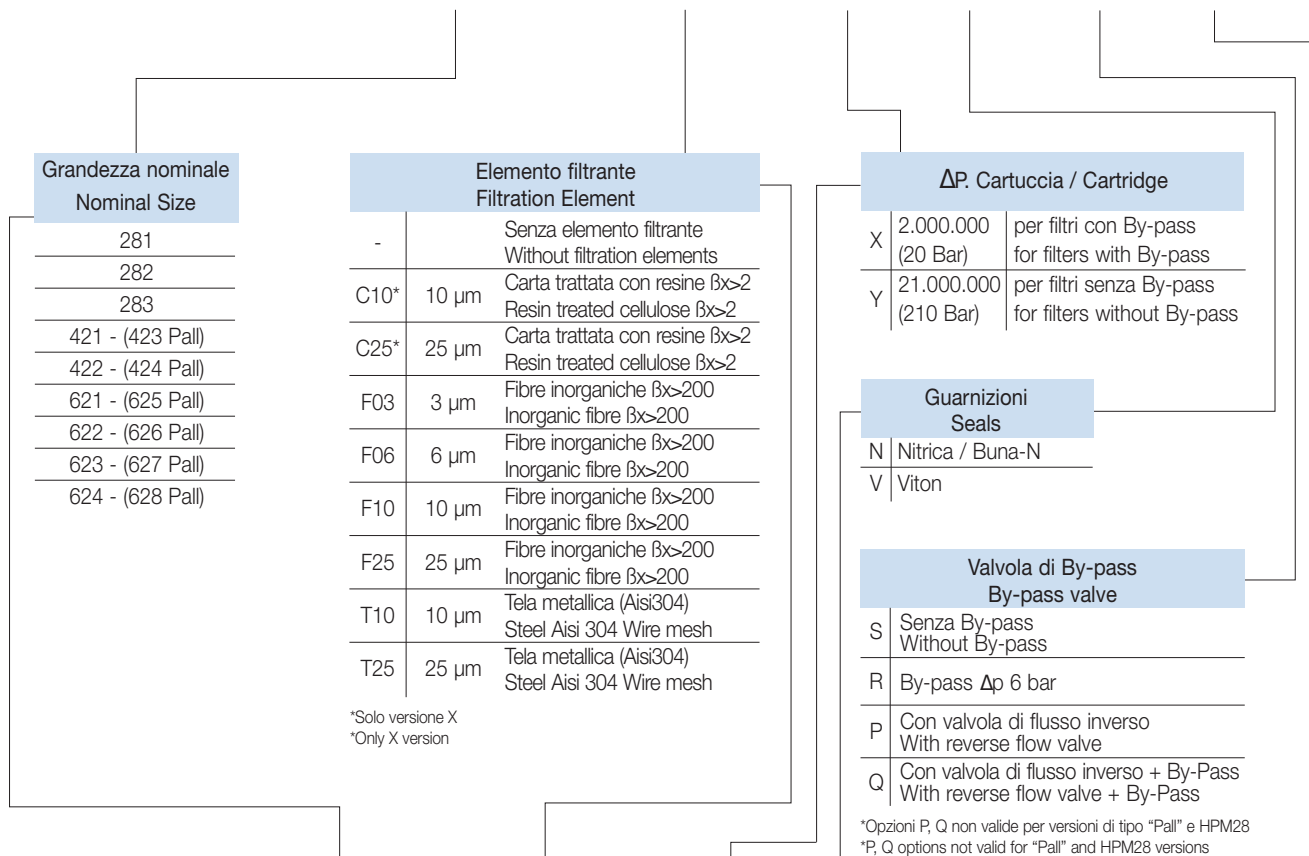 Grandezza nominale
Nominal Size
281
282
283
421 - (423 Pall)
422 - (424 Pall)
621 - (625 Pall)
622 - (626 Pall)
623 - (627 Pall)
624 - (628 Pall)
Elemento filtrante
Filtration Element
- Senza elemento filtrante
Without filtration elements
C10* 10 µm Carta trattata con resine ßx>2
Resin treated cellulose ßx>2
C25* 25 µm Carta trattata con resine ßx>2
Resin treated cellulose ßx>2
F03 3 µm Fibre inorganiche ßx>200
Inorganic fibre ßx>200
F06 6 µm Fibre inorganiche ßx>200
Inorganic fibre ßx>200
F10 10 µm Fibre inorganiche ßx>200
Inorganic fibre ßx>200
F25 25 µm Fibre inorganiche ßx>200
Inorganic fibre ßx>200
T10 10 µm Tela metallica (Aisi304)
Steel Aisi 304 Wire mesh
T25 25 µm Tela metallica (Aisi304)
Steel Aisi 304 Wire mesh
*Solo versione X
*Only X version
ΔP. Cartuccia / Cartridge
X 2.000.000 per filtri con By-pass
(20 Bar) for filters with By-pass
Y 21.000.000 per filtri senza By-pass
(210 Bar) for filters without By-pass
Guarnizioni
Seals
N Nitrica / Buna-N
V Viton
Valvola di By-pass
By-pass valve
S Senza By-pass
Without By-pass
R By-pass Δp 6 bar
P Con valvola di flusso inverso
With reverse flow valve
Q Con valvola di flusso inverso + By-Pass
With reverse flow valve + By-Pass
*Opzioni P, Q non valide per versioni di tipo “Pall” e HPM28
*P, Q options not valid for “Pall” and HPM28 versions